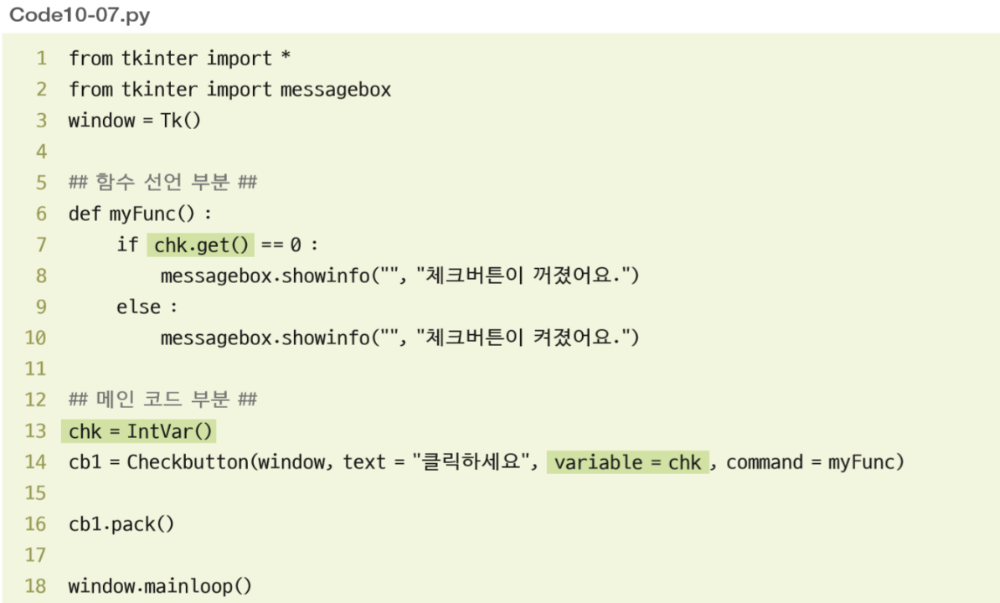 Code10-07.py
1 from tkinter import *
2 from tkinter import messagebox
3 window = Tk()
4
5 ## 함수 선언 부분 ##
6 def myFunc() :
7 if chk.get() == 0 :
8 messagebox.showinfo("", "체크버튼이 꺼졌어요.")
9 else :
10 messagebox.showinfo("", "체크버튼이 켜졌어요.")
11
12 ## 메인 코드 부분 ##
13 chk = IntVar()
14 cb1 = Checkbutton(window, text = "클릭하세요", variable = chk, command = myFunc)
15
16 cb1.pack()
17
18 window.mainloop()